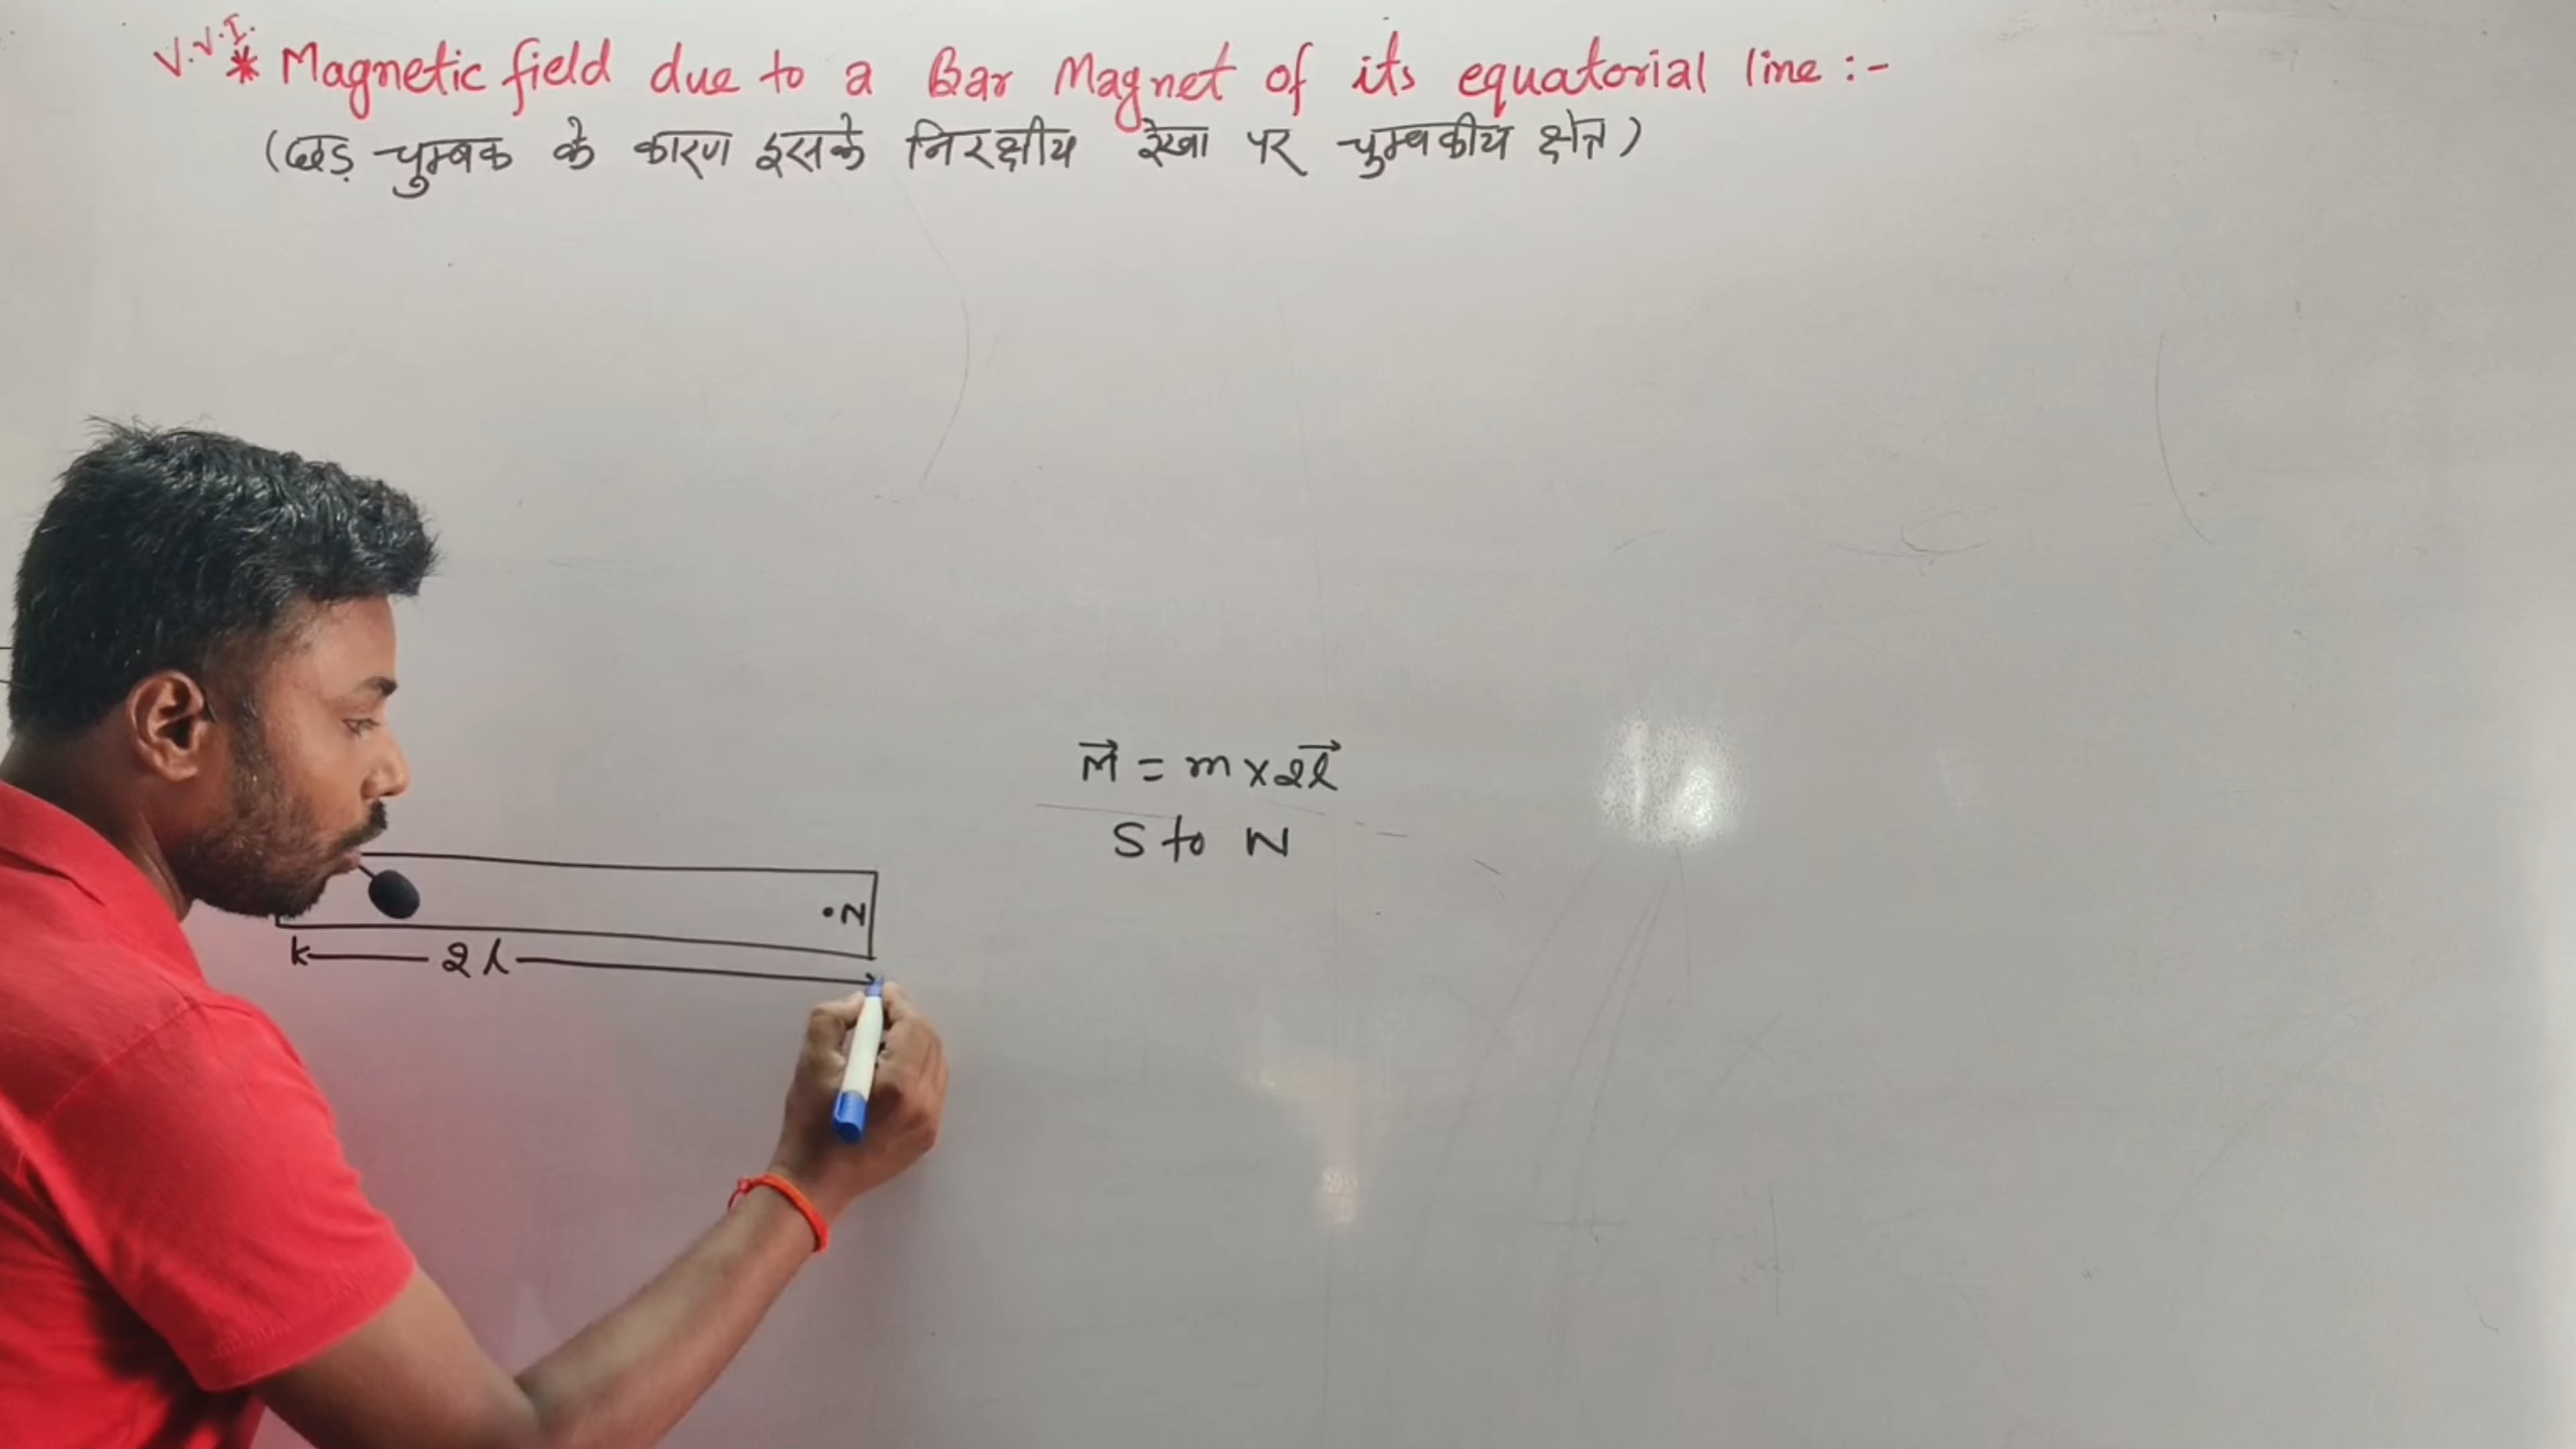 V.V.I.
* Magnetic field due to a Bar Magnet of its equatorial line :-
(छड़ चुम्बक के कारण इसके निरक्षीय रेखा पर चुम्बकीय क्षेत्र)
M⃗ = m × 2l⃗
S to N
•N
2l